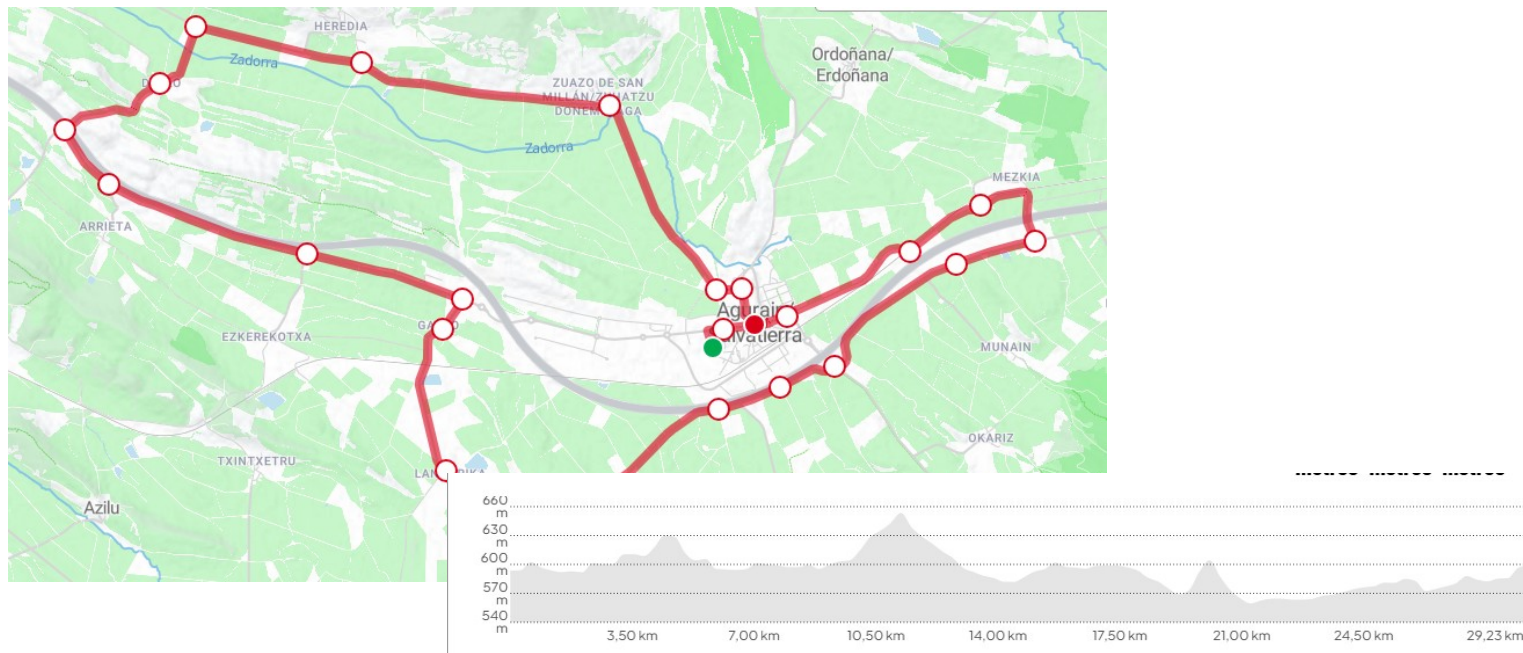 HEREDIA
Zadorra
Ordoñana/
Erdoñana
ZUAZO DE SAN
MILLÁN/ZUHATZU
DONEMILIAGA
Zadorra
MEZKIA
ARRIETA
Agurain/
EZKEREKOTXA
MUNAIN
OKARIZ
TXINTXETRU
Azilu
660
m
630
m
600
m
570
m
540
m
3,50 km
7,00 km
10,50 km
14,00 km
17,50 km
21,00 km
24,50 km
29,23 km